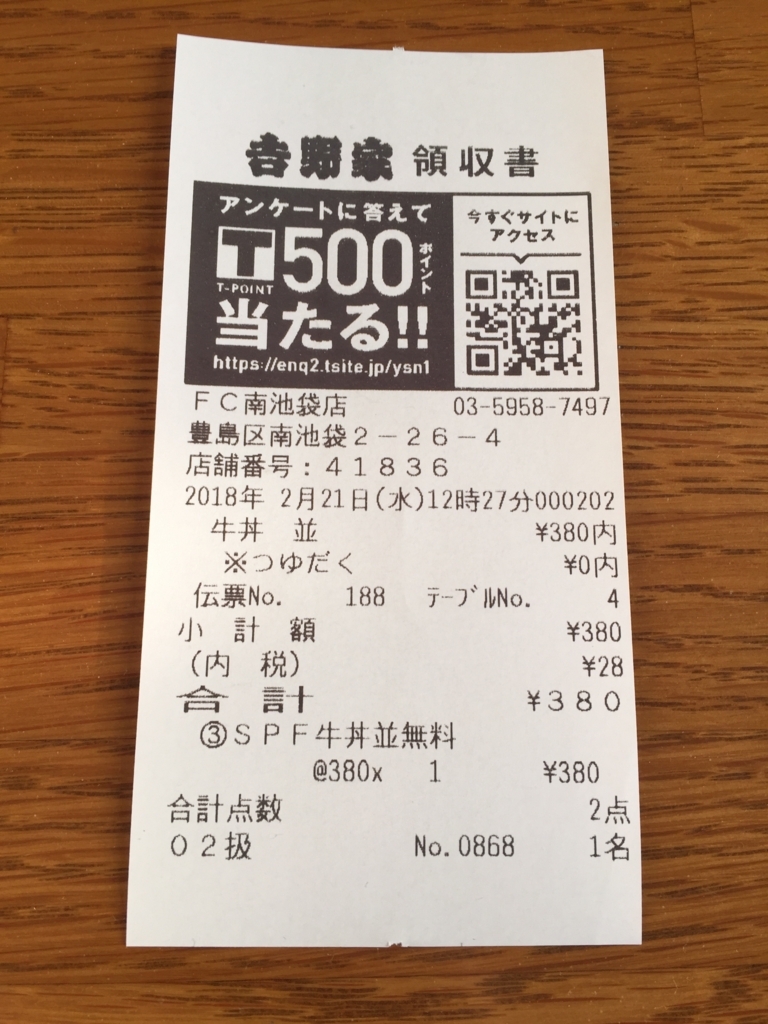 吉野家 領収書
アンケートに答えて
T 500 ポイント
T-POINT
当たる!!
https://enq2.tsite.jp/ysn1
今すぐサイトに
アクセス
FC南池袋店 03-5958-7497
豊島区南池袋2-26-4
店舗番号:41836
2018年 2月21日(水)12時27分000202
牛丼 並 ¥380内
※つゆだく ¥0内
伝票No. 188 ﾃｰﾌﾞﾙNo. 4
小 計 額 ¥380
(内 税) ¥28
合 計 ¥380
③SPF牛丼並無料
@380x 1 ¥380
合計点数 2点
02扱 No.0868 1名